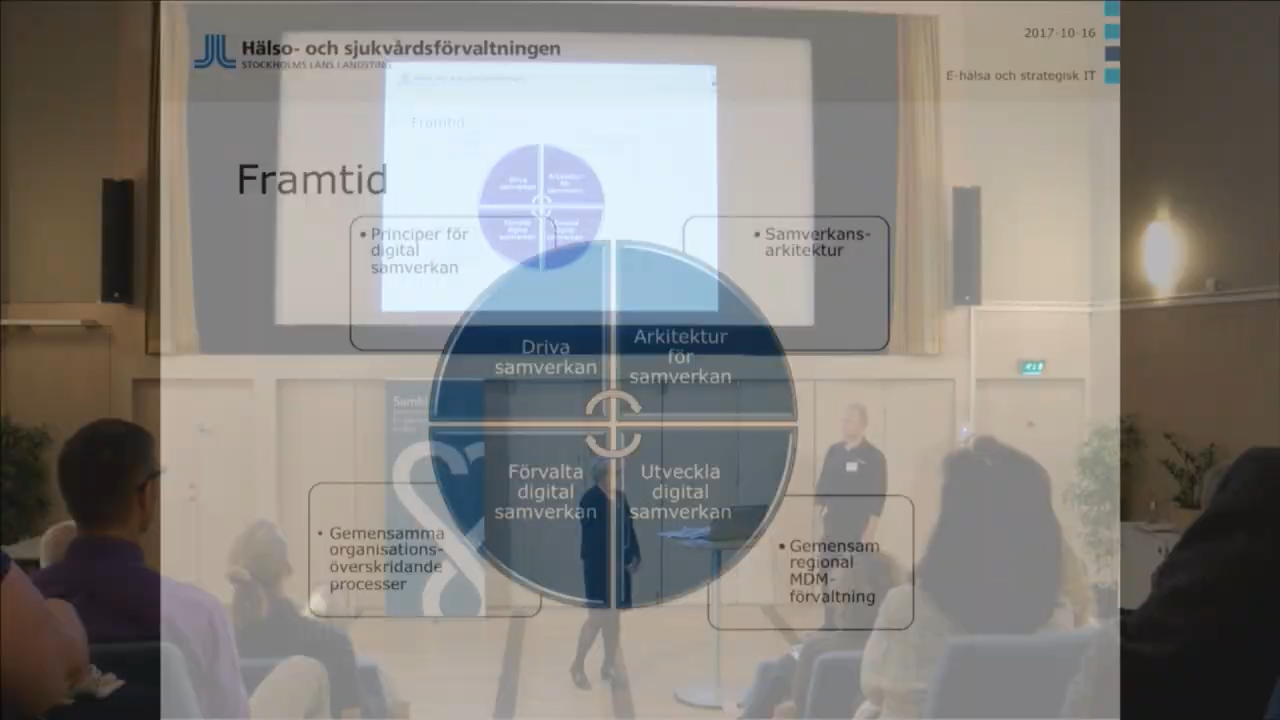 Hälso- och sjukvårdsförvaltningen
STOCKHOLMS LÄNS LANDSTING
2017-10-16
E-hälsa och strategisk IT
Framtid
Framtid
• Principer för
digital
samverkan
• Samverkans-
arkitektur
Driva
samverkan
Arkitektur
för
samverkan
Förvalta
digital
samverkan
Utveckla
digital
samverkan
• Gemensamma
organisations-
överskridande
processer
• Gemensam
regional
MDM-
förvaltning